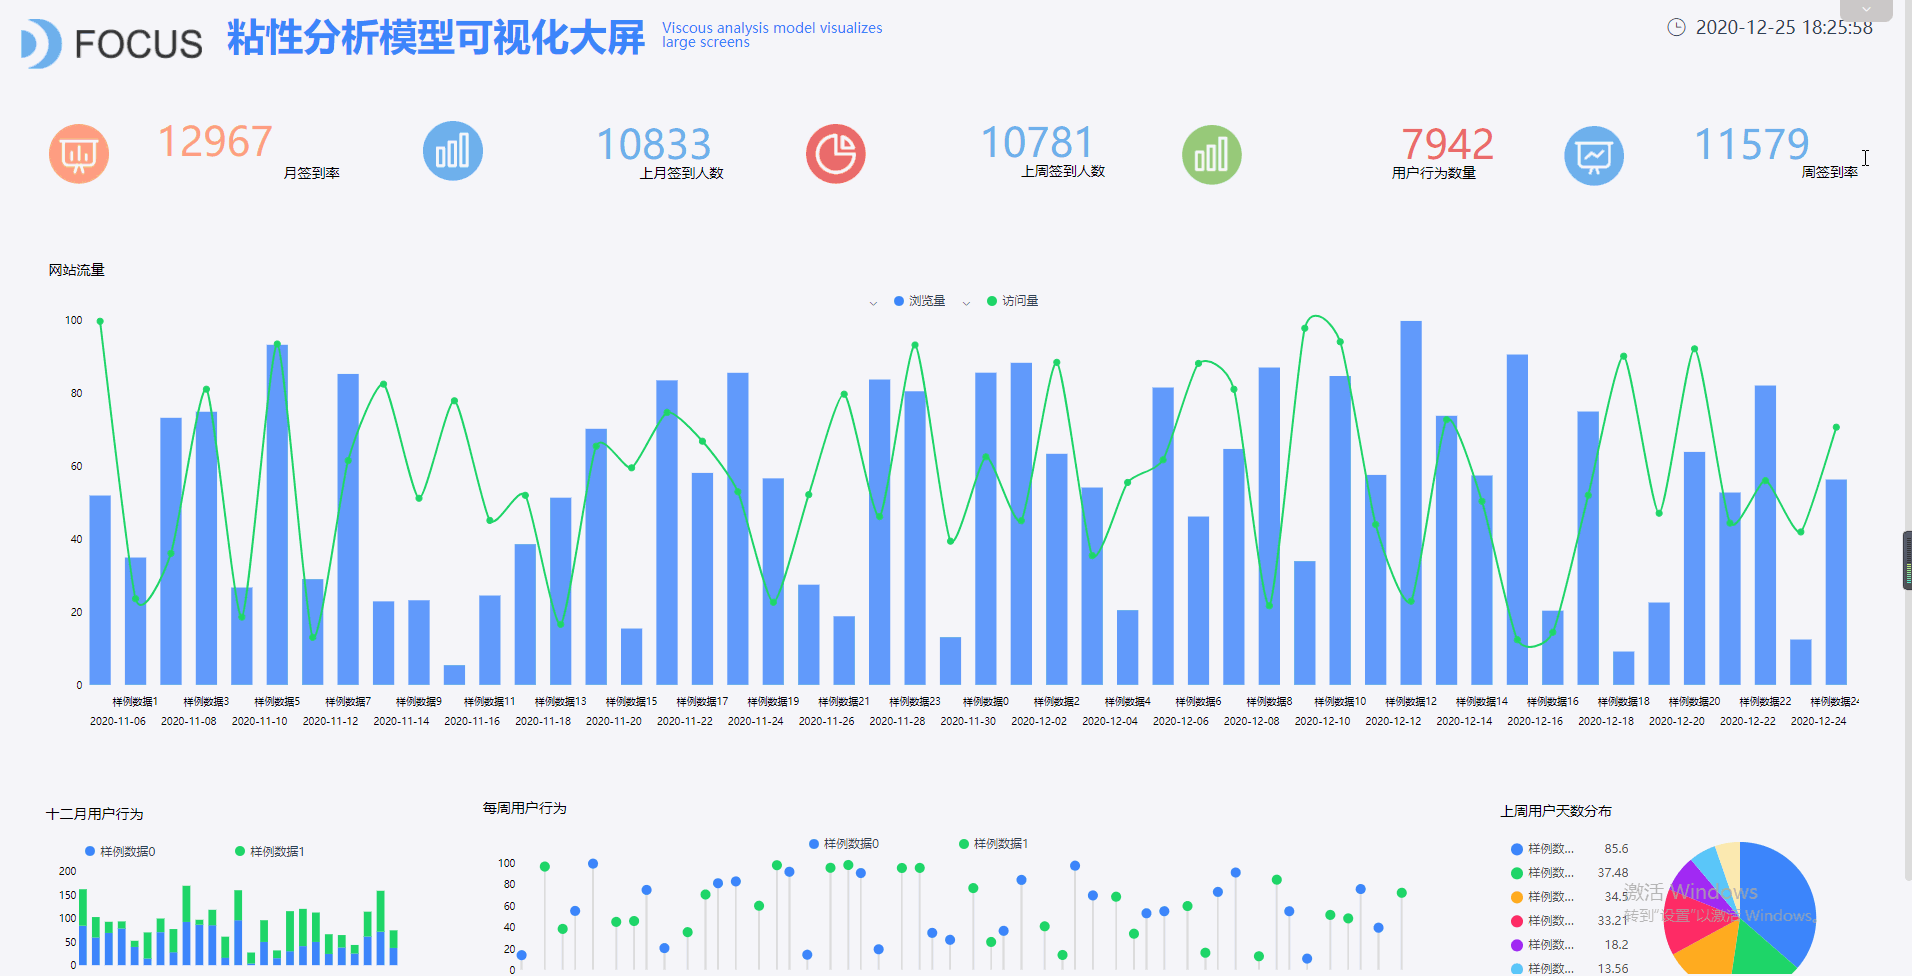 FOCUS
粘性分析模型可视化大屏
Viscous analysis model visualizes
large screens
2020-12-25 18:25:58
12967
月签到率
10833
上月签到人数
10781
上周签到人数
7942
用户行为数量
11579
周签到率
网站流量
浏览量 访问量
100
80
60
40
20
0
样例数据1 样例数据3 样例数据5 样例数据7 样例数据9 样例数据11 样例数据13 样例数据15 样例数据17 样例数据19 样例数据21 样例数据23 样例数据0 样例数据2 样例数据4 样例数据6 样例数据8 样例数据10 样例数据12 样例数据14 样例数据16 样例数据18 样例数据20 样例数据22 样例数据24
2020-11-06 2020-11-08 2020-11-10 2020-11-12 2020-11-14 2020-11-16 2020-11-18 2020-11-20 2020-11-22 2020-11-24 2020-11-26 2020-11-28 2020-11-30 2020-12-02 2020-12-04 2020-12-06 2020-12-08 2020-12-10 2020-12-12 2020-12-14 2020-12-16 2020-12-18 2020-12-20 2020-12-22 2020-12-24
十二月用户行为
样例数据0 样例数据1
200
150
100
50
0
每周用户行为
样例数据0 样例数据1
100
80
60
40
20
0
上周用户天数分布
样例数... 85.6
样例数... 37.48
样例数... 34.5
样例数... 33.21
样例数... 18.2
样例数... 13.56
激活 Windows
转到"设置"以激活 Windows。